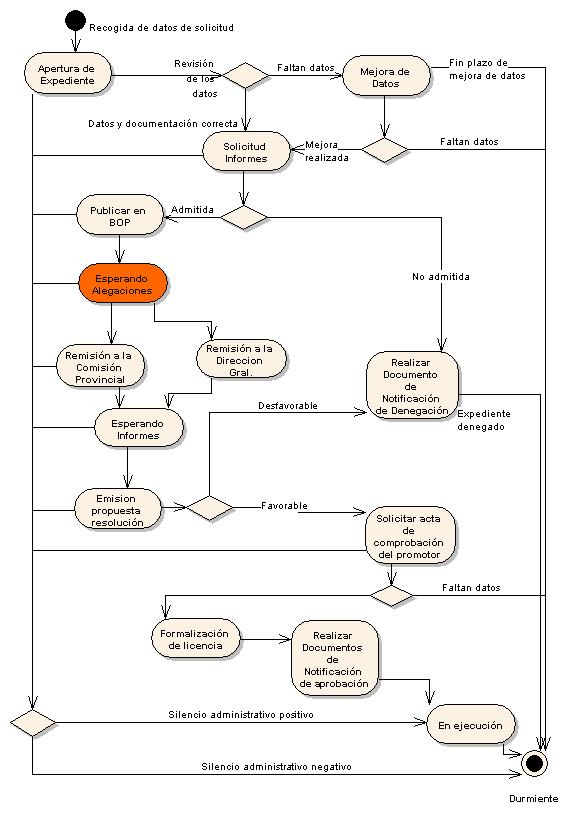 Recogida de datos de solicitud
Apertura de
Expediente
Revisión
de los
datos
Faltan datos
Mejora de
Datos
Fin plazo de
mejora de datos
Datos y documentación correcta
Solicitud
Informes
Mejora
realizada
Faltan datos
Publicar en
BOP
Admitida
No admitida
Esperando
Alegaciones
Remisión a la
Comisión
Provincial
Remisión a la
Direccion
Gral.
Realizar
Documento
de
Notificación
de Denegación
Esperando
Informes
Desfavorable
Expediente
denegado
Emision
propuesta
resolución
Favorable
Solicitar acta
de
comprobación
del promotor
Faltan datos
Formalización
de licencia
Realizar
Documentos
de
Notificación
de aprobación
Silencio administrativo positivo
En ejecución
Silencio administrativo negativo
Durmiente